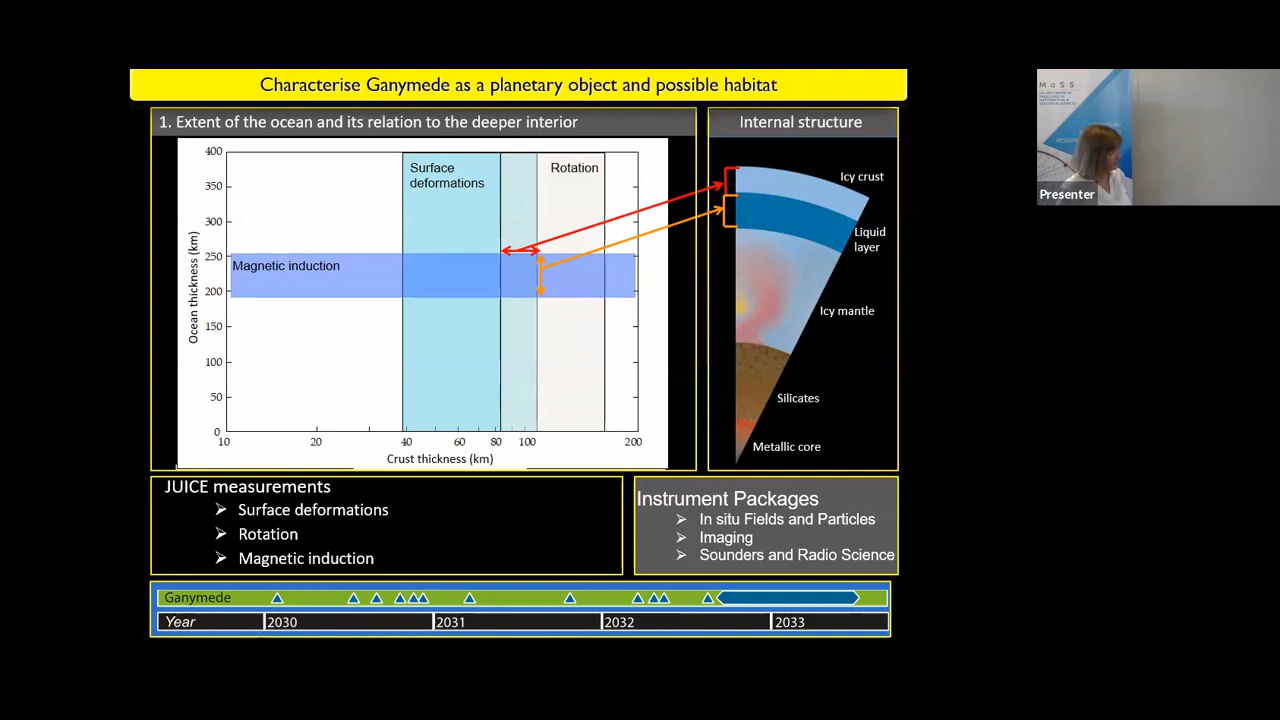 Characterise Ganymede as a planetary object and possible habitat
1. Extent of the ocean and its relation to the deeper interior
400
350
300
250
200
150
100
50
0
Ocean thickness (km)
Surface
deformations
Rotation
Magnetic induction
10 20 40 60 80 100 200
Crust thickness (km)
Internal structure
Icy crust
Liquid
layer
Icy mantle
Silicates
Metallic core
JUICE measurements
Surface deformations
Rotation
Magnetic induction
Instrument Packages
In situ Fields and Particles
Imaging
Sounders and Radio Science
Ganymede
Year 2030 2031 2032 2033
M a S S
Presenter